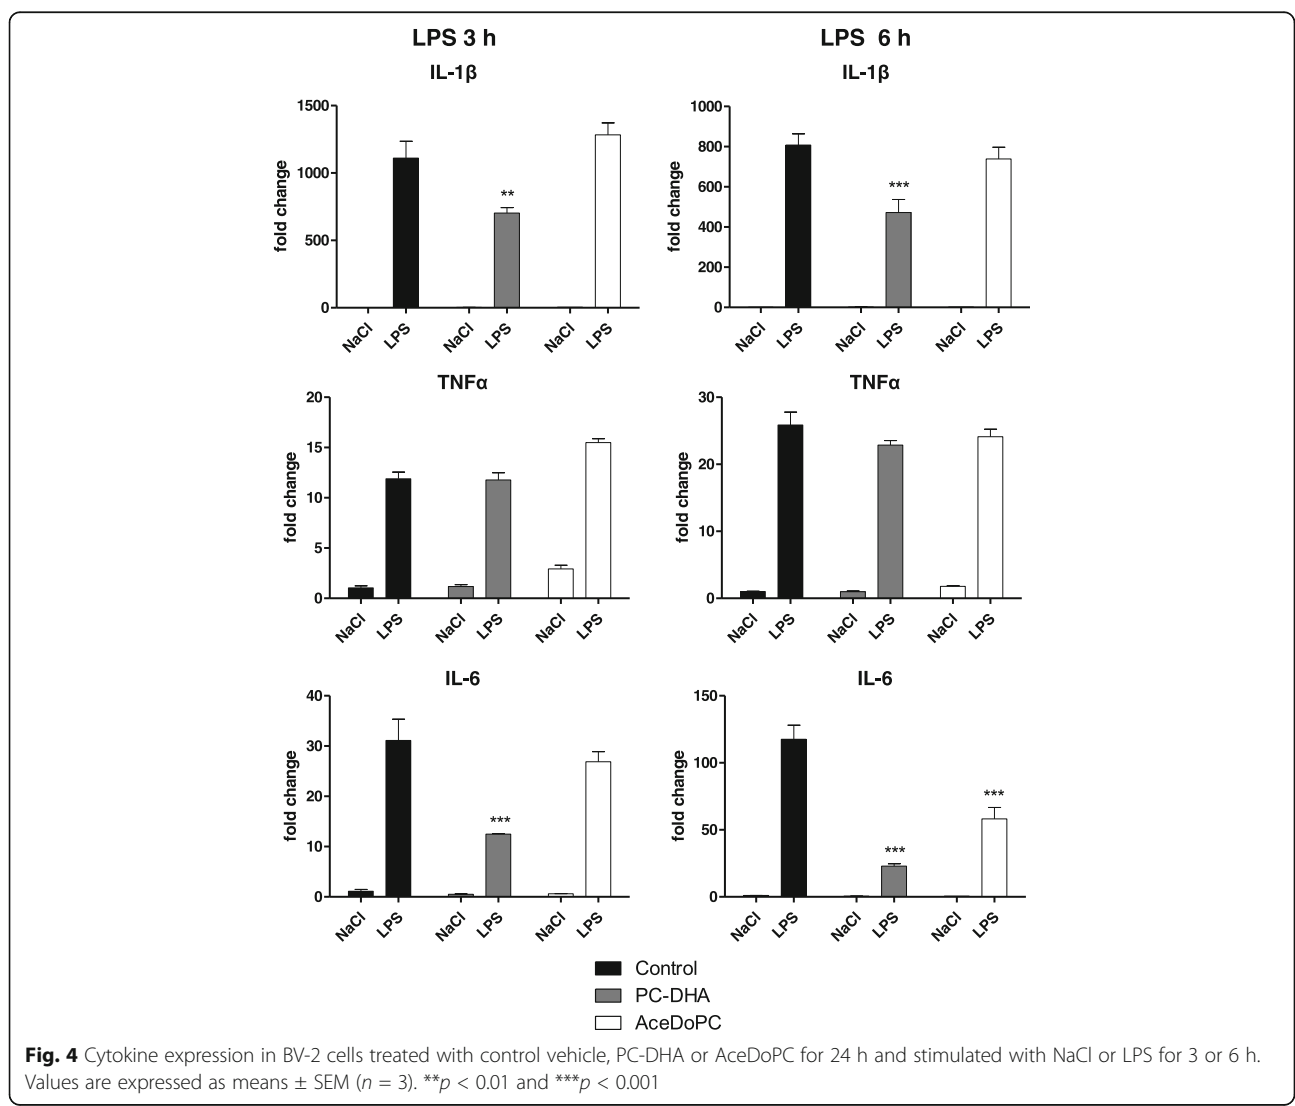 LPS 3 h
LPS 6 h
IL-1β
IL-1β
fold change
1500
1000
500
0
NaCl LPS NaCl LPS NaCl LPS
**
fold change
1000
800
600
400
200
0
NaCl LPS NaCl LPS NaCl LPS
***
TNFα
TNFα
fold change
20
15
10
5
0
NaCl LPS NaCl LPS NaCl LPS
fold change
30
20
10
0
NaCl LPS NaCl LPS NaCl LPS
IL-6
IL-6
fold change
40
30
20
10
0
NaCl LPS NaCl LPS NaCl LPS
***
fold change
150
100
50
0
NaCl LPS NaCl LPS NaCl LPS
***
***
Control
PC-DHA
AceDoPC
Fig. 4 Cytokine expression in BV-2 cells treated with control vehicle, PC-DHA or AceDoPC for 24 h and stimulated with NaCl or LPS for 3 or 6 h.
Values are expressed as means ± SEM (n = 3). **p < 0.01 and ***p < 0.001